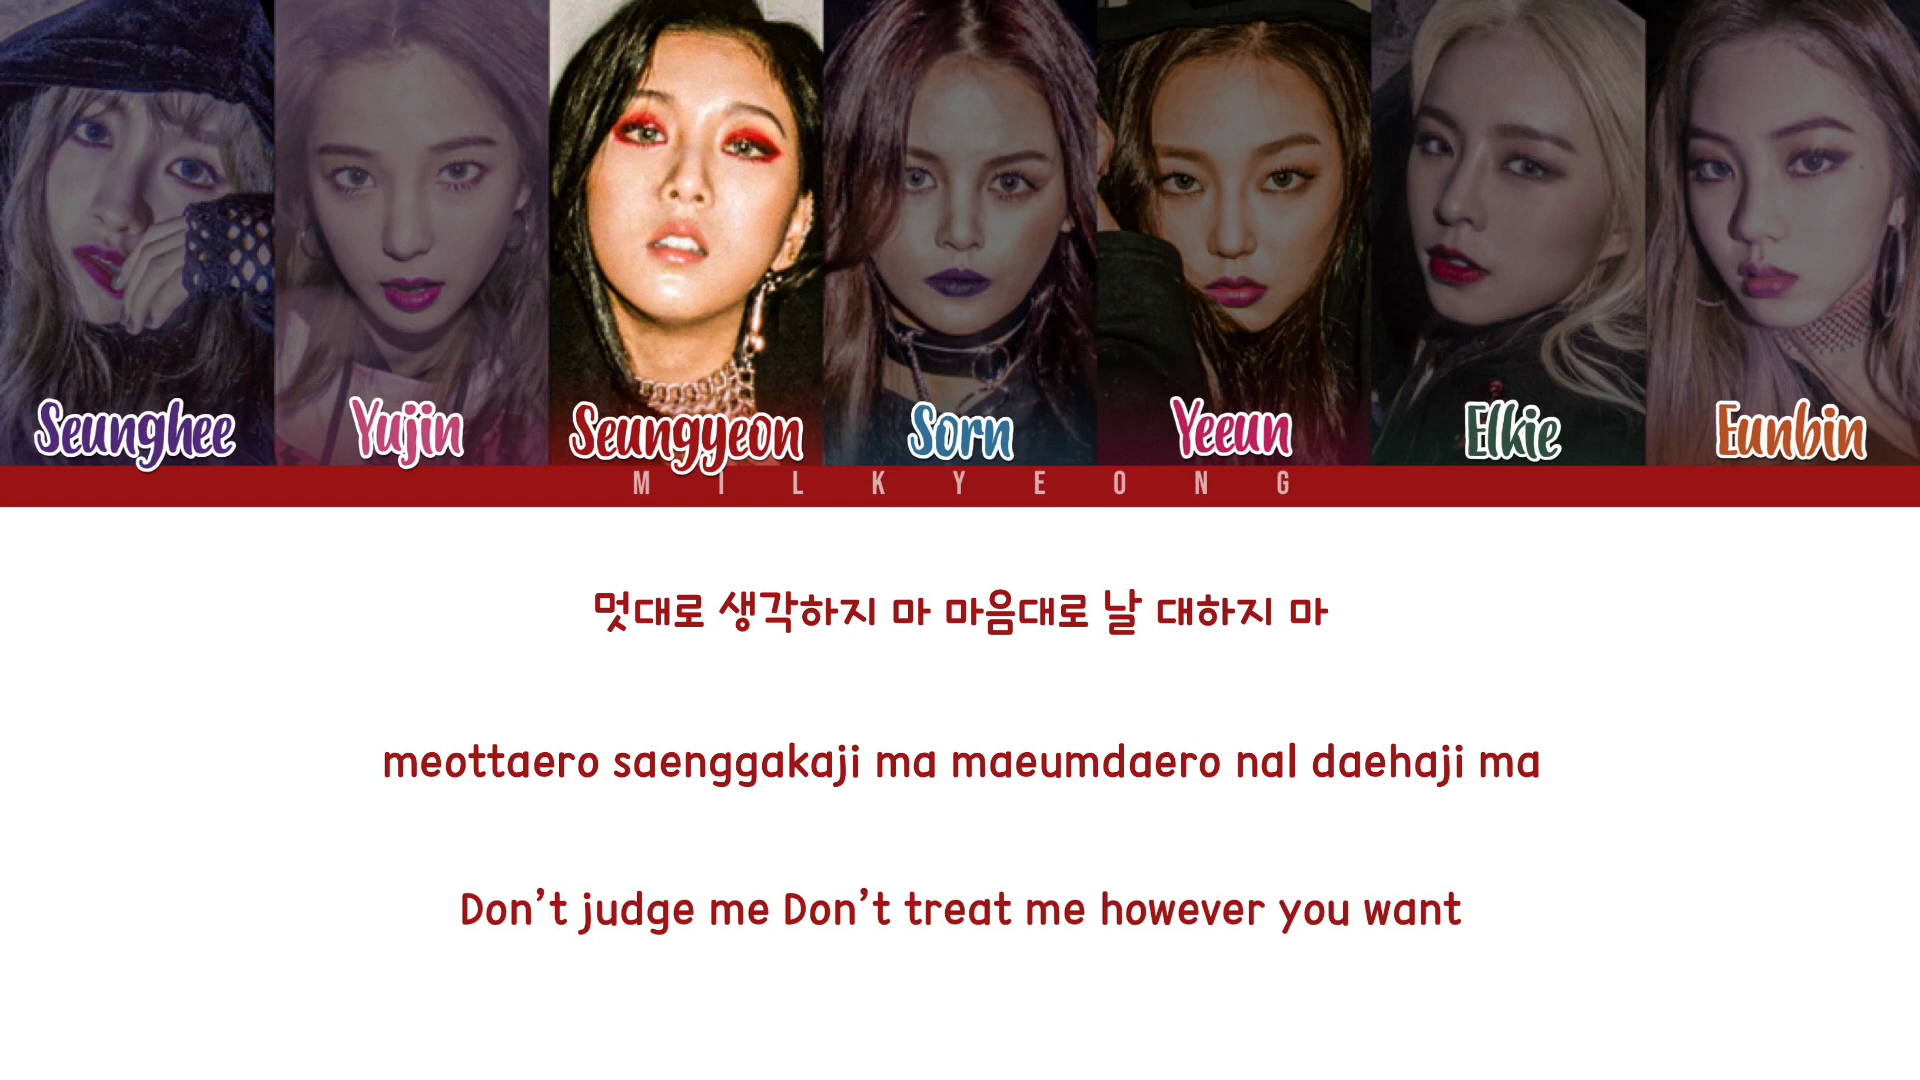 Seunghee Yujin Seungyeon Sorn Yeeun Elkie Eunbin
MILKYEONG
멋대로 생각하지 마 마음대로 날 대하지 마
meottaero saenggakaji ma maeumdaero nal daehaji ma
Don't judge me Don't treat me however you want